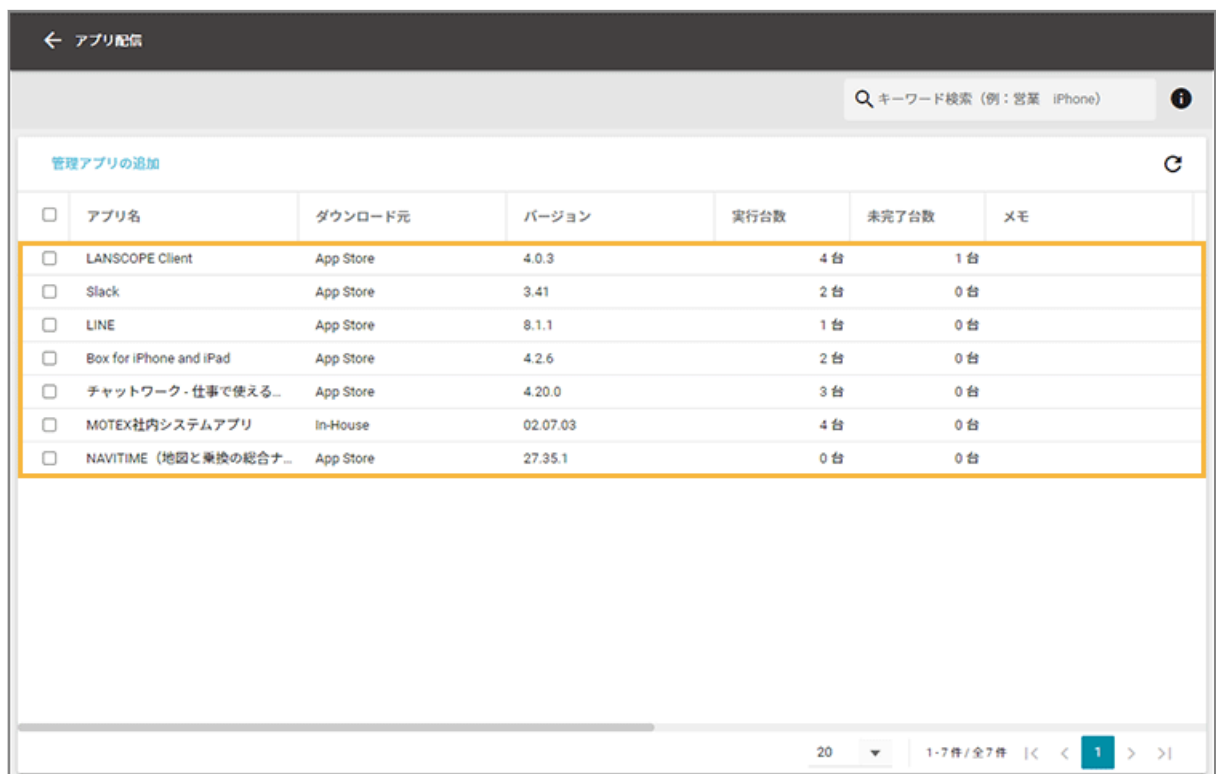 アプリ配信
キーワード検索（例：営業　iPhone）
管理アプリの追加
アプリ名 ダウンロード元 バージョン 実行台数 未完了台数 メモ
LANSCOPE Client App Store 4.0.3 4 台 1 台
Slack App Store 3.41 2 台 0 台
LINE App Store 8.1.1 1 台 0 台
Box for iPhone and iPad App Store 4.2.6 2 台 0 台
チャットワーク - 仕事で使える... App Store 4.20.0 3 台 0 台
MOTEX社内システムアプリ In-House 02.07.03 4 台 0 台
NAVITIME（地図と乗換の総合ナ... App Store 27.35.1 0 台 0 台
20 1 - 7 件 / 全 7 件 1